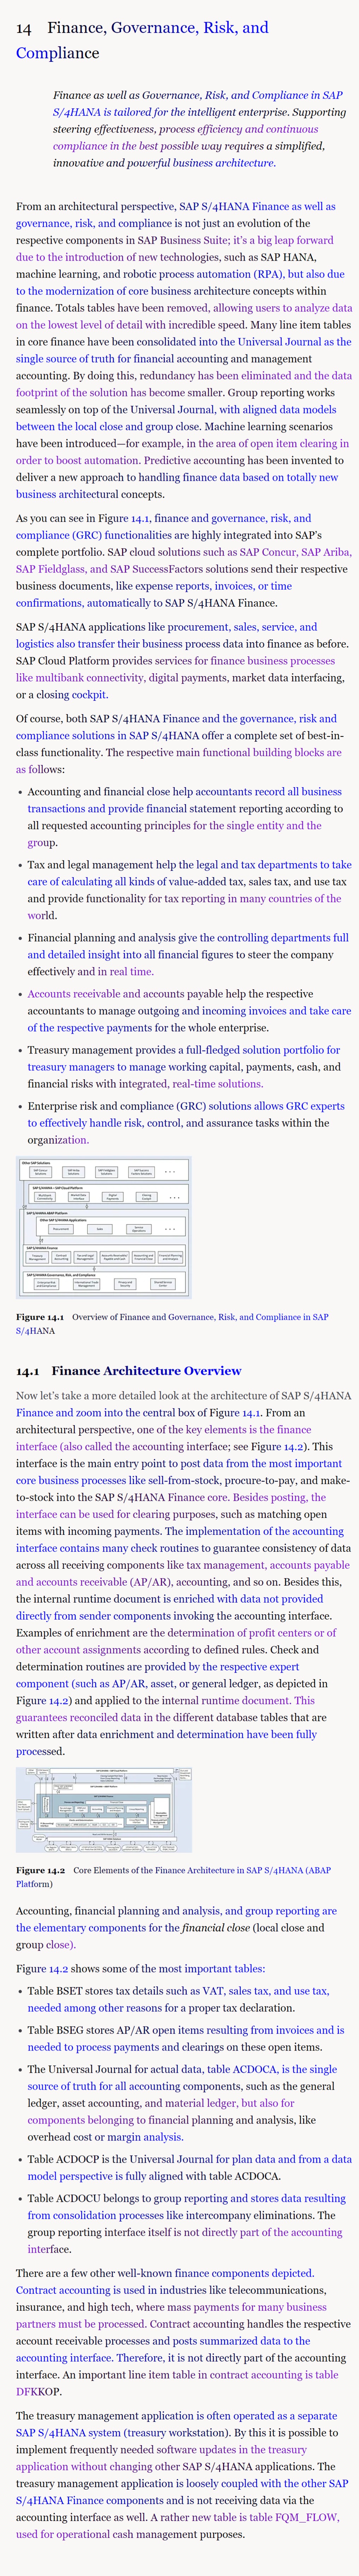 14 Finance, Governance, Risk, and
Compliance
Finance as well as Governance, Risk, and Compliance in SAP
S/4HANA is tailored for the intelligent enterprise. Supporting
steering effectiveness, process efficiency and continuous
compliance in the best possible way requires a simplified,
innovative and powerful business architecture.
From an architectural perspective, SAP S/4HANA Finance as well as
governance, risk, and compliance is not just an evolution of the
respective components in SAP Business Suite; it's a big leap forward
due to the introduction of new technologies, such as SAP HANA,
machine learning, and robotic process automation (RPA), but also due
to the modernization of core business architecture concepts within
finance. Totals tables have been removed, allowing users to analyze data
on the lowest level of detail with incredible speed. Many line item tables
in core finance have been consolidated into the Universal Journal as the
single source of truth for financial accounting and management
accounting. By doing this, redundancy has been eliminated and the data
footprint of the solution has become smaller. Group reporting works
seamlessly on top of the Universal Journal, with aligned data models
between the local close and group close. Machine learning scenarios
have been introduced—for example, in the area of open item clearing in
order to boost automation. Predictive accounting has been invented to
deliver a new approach to handling finance data based on totally new
business architectural concepts.
As you can see in Figure 14.1, finance and governance, risk, and
compliance (GRC) functionalities are highly integrated into SAP's
complete portfolio. SAP cloud solutions such as SAP Concur, SAP Ariba,
SAP Fieldglass, and SAP SuccessFactors solutions send their respective
business documents, like expense reports, invoices, or time
confirmations, automatically to SAP S/4HANA Finance.
SAP S/4HANA applications like procurement, sales, service, and
logistics also transfer their business process data into finance as before.
SAP Cloud Platform provides services for finance business processes
like multibank connectivity, digital payments, market data interfacing,
or a closing cockpit.
Of course, both SAP S/4HANA Finance and the governance, risk and
compliance solutions in SAP S/4HANA offer a complete set of best-in-
class functionality. The respective main functional building blocks are
as follows:
• Accounting and financial close help accountants record all business
transactions and provide financial statement reporting according to
all requested accounting principles for the single entity and the
group.
• Tax and legal management help the legal and tax departments to take
care of calculating all kinds of value-added tax, sales tax, and use tax
and provide functionality for tax reporting in many countries of the
world.
• Financial planning and analysis give the controlling departments full
and detailed insight into all financial figures to steer the company
effectively and in real time.
• Accounts receivable and accounts payable help the respective
accountants to manage outgoing and incoming invoices and take care
of the respective payments for the whole enterprise.
• Treasury management provides a full-fledged solution portfolio for
treasury managers to manage working capital, payments, cash, and
financial risks with integrated, real-time solutions.
• Enterprise risk and compliance (GRC) solutions allows GRC experts
to effectively handle risk, control, and assurance tasks within the
organization.
Figure 14.1 Overview of Finance and Governance, Risk, and Compliance in SAP
S/4HANA
14.1 Finance Architecture Overview
Now let's take a more detailed look at the architecture of SAP S/4HANA
Finance and zoom into the central box of Figure 14.1. From an
architectural perspective, one of the key elements is the finance
interface (also called the accounting interface; see Figure 14.2). This
interface is the main entry point to post data from the most important
core business processes like sell-from-stock, procure-to-pay, and make-
to-stock into the SAP S/4HANA Finance core. Besides posting, the
interface can be used for clearing purposes, such as matching open
items with incoming payments. The implementation of the accounting
interface contains many check routines to guarantee consistency of data
across all receiving components like tax management, accounts payable
and accounts receivable (AP/AR), accounting, and so on. Besides this,
the internal runtime document is enriched with data not provided
directly from sender components invoking the accounting interface.
Examples of enrichment are the determination of profit centers or of
other account assignments according to defined rules. Check and
determination routines are provided by the respective expert
component (such as AP/AR, asset, or general ledger, as depicted in
Figure 14.2) and applied to the internal runtime document. This
guarantees reconciled data in the different database tables that are
written after data enrichment and determination have been fully
processed.
Figure 14.2 Core Elements of the Finance Architecture in SAP S/4HANA (ABAP
Platform)
Accounting, financial planning and analysis, and group reporting are
the elementary components for the financial close (local close and
group close).
Figure 14.2 shows some of the most important tables:
• Table BSET stores tax details such as VAT, sales tax, and use tax,
needed among other reasons for a proper tax declaration.
• Table BSEG stores AP/AR open items resulting from invoices and is
needed to process payments and clearings on these open items.
• The Universal Journal for actual data, table ACDOCA, is the single
source of truth for all accounting components, such as the general
ledger, asset accounting, and material ledger, but also for
components belonging to financial planning and analysis, like
overhead cost or margin analysis.
• Table ACDOCP is the Universal Journal for plan data and from a data
model perspective is fully aligned with table ACDOCA.
• Table ACDOCU belongs to group reporting and stores data resulting
from consolidation processes like intercompany eliminations. The
group reporting interface itself is not directly part of the accounting
interface.
There are a few other well-known finance components depicted.
Contract accounting is used in industries like telecommunications,
insurance, and high tech, where mass payments for many business
partners must be processed. Contract accounting handles the respective
account receivable processes and posts summarized data to the
accounting interface. Therefore, it is not directly part of the accounting
interface. An important line item table in contract accounting is table
DFKKOP.
The treasury management application is often operated as a separate
SAP S/4HANA system (treasury workstation). By this it is possible to
implement frequently needed software updates in the treasury
application without changing other SAP S/4HANA applications. The
treasury management application is loosely coupled with the other SAP
S/4HANA Finance components and is not receiving data via the
accounting interface as well. A rather new table is table FQM_FLOW,
used for operational cash management purposes.